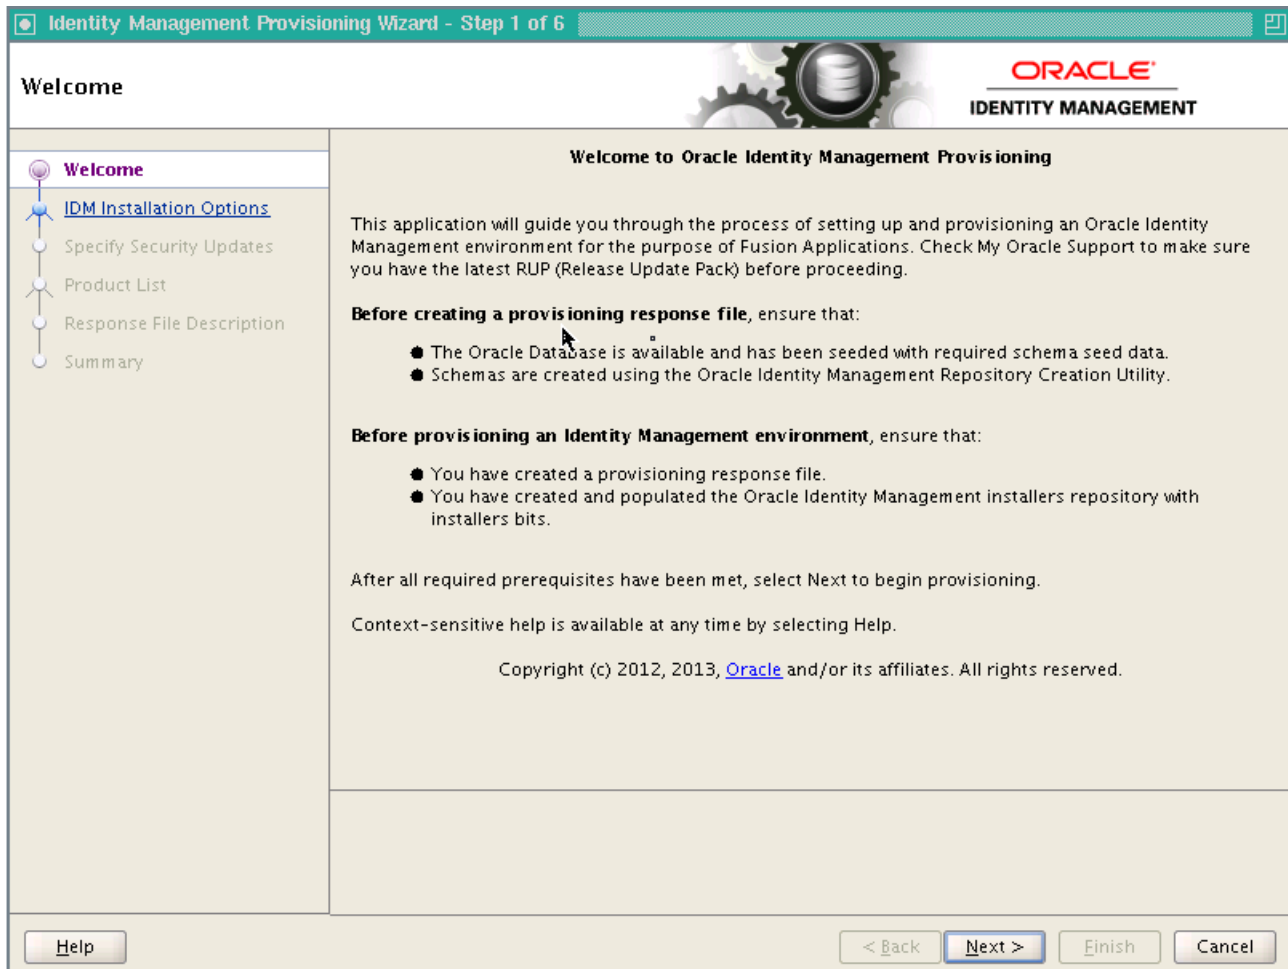 Identity Management Provisioning Wizard - Step 1 of 6
Welcome
ORACLE®
IDENTITY MANAGEMENT
Welcome
IDM Installation Options
Specify Security Updates
Product List
Response File Description
Summary
Welcome to Oracle Identity Management Provisioning
This application will guide you through the process of setting up and provisioning an Oracle Identity
Management environment for the purpose of Fusion Applications. Check My Oracle Support to make sure
you have the latest RUP (Release Update Pack) before proceeding.
Before creating a provisioning response file, ensure that:
● The Oracle Database is available and has been seeded with required schema seed data.
● Schemas are created using the Oracle Identity Management Repository Creation Utility.
Before provisioning an Identity Management environment, ensure that:
● You have created a provisioning response file.
● You have created and populated the Oracle Identity Management installers repository with
installers bits.
After all required prerequisites have been met, select Next to begin provisioning.
Context-sensitive help is available at any time by selecting Help.
Copyright (c) 2012, 2013, Oracle and/or its affiliates. All rights reserved.
Help
< Back
Next >
Finish
Cancel